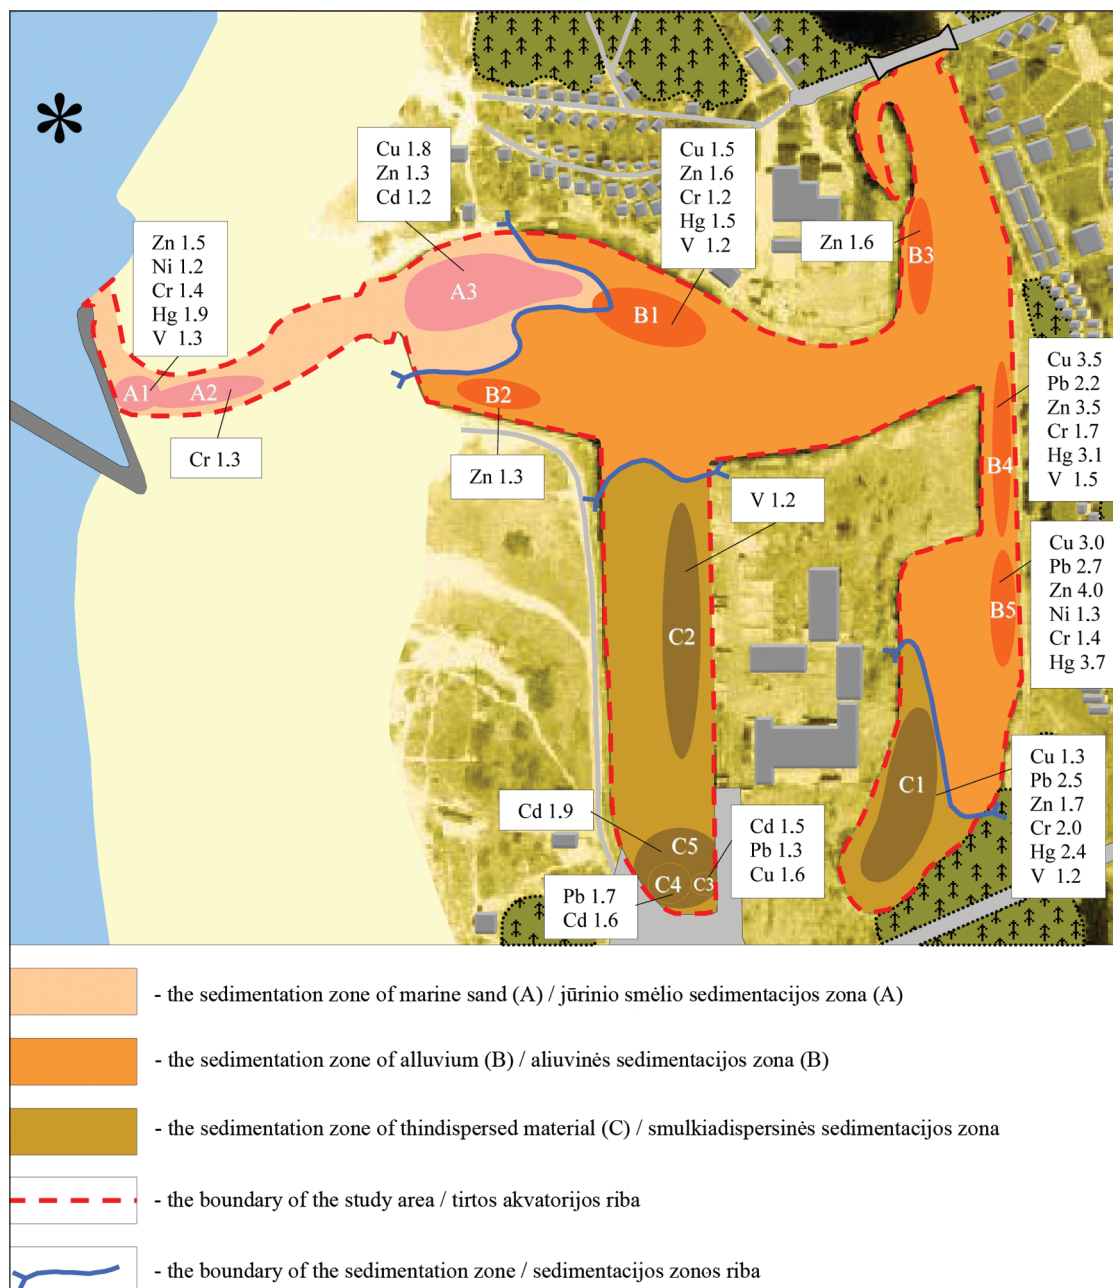 *
Cu 1.8
Zn 1.3
Cd 1.2
Cu 1.5
Zn 1.6
Cr 1.2
Hg 1.5
V 1.2
Zn 1.6
B3
Zn 1.5
Ni 1.2
Cr 1.4
Hg 1.9
V 1.3
A3
B1
A1
A2
B2
Cr 1.3
Zn 1.3
Cu 3.5
Pb 2.2
Zn 3.5
Cr 1.7
Hg 3.1
V 1.5
B4
V 1.2
Cu 3.0
Pb 2.7
Zn 4.0
Ni 1.3
Cr 1.4
Hg 3.7
B5
C2
C1
Cu 1.3
Pb 2.5
Zn 1.7
Cr 2.0
Hg 2.4
V 1.2
Cd 1.9
C5
C4
C3
Cd 1.5
Pb 1.3
Cu 1.6
Pb 1.7
Cd 1.6
- the sedimentation zone of marine sand (A) / jūrinio smėlio sedimentacijos zona (A)
- the sedimentation zone of alluvium (B) / aliuvinės sedimentacijos zona (B)
- the sedimentation zone of thindispersed material (C) / smulkiadispersinės sedimentacijos zona
- the boundary of the study area / tirtos akvatorijos riba
- the boundary of the sedimentation zone / sedimentacijos zonos riba